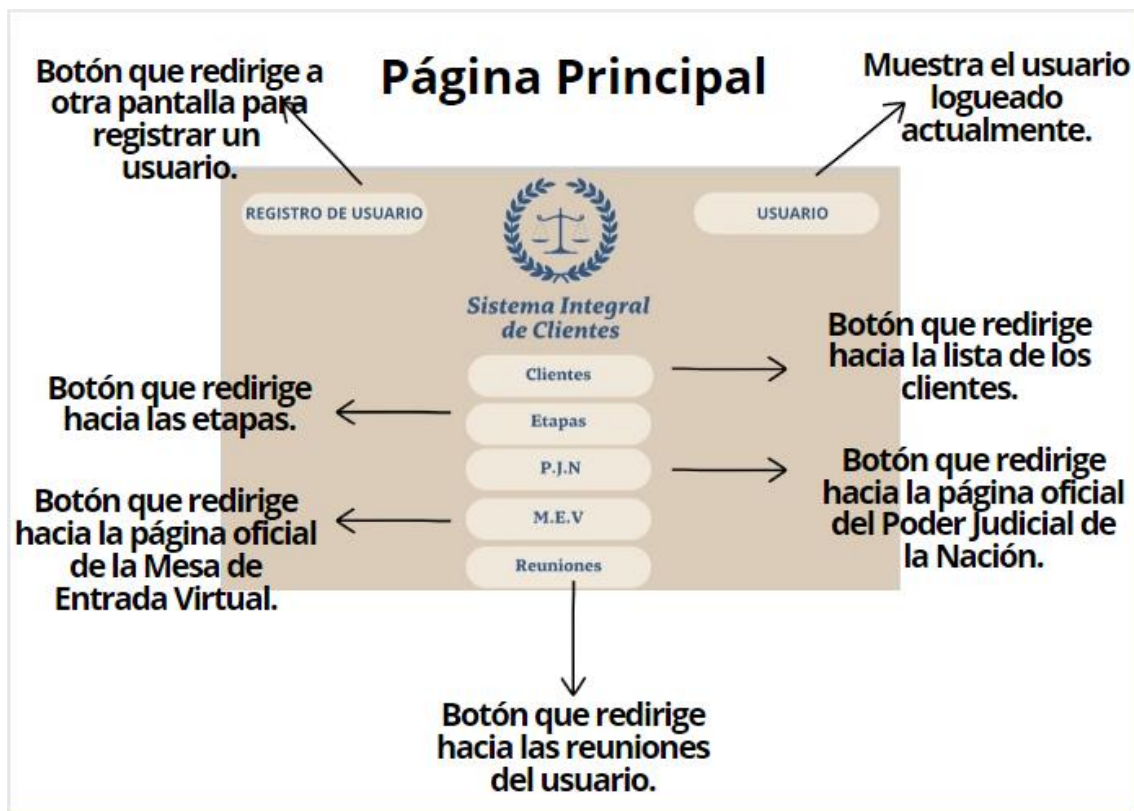 Página Principal
Botón que redirige a
otra pantalla para
registrar un
usuario.
Muestra el usuario
logueado
actualmente.
REGISTRO DE USUARIO
USUARIO
Sistema Integral
de Clientes
Clientes
Etapas
P.J.N
M.E.V
Reuniones
Botón que redirige
hacia la lista de los
clientes.
Botón que redirige
hacia las etapas.
Botón que redirige
hacia la página oficial
del Poder Judicial de
la Nación.
Botón que redirige
hacia la página oficial
de la Mesa de
Entrada Virtual.
Botón que redirige
hacia las reuniones
del usuario.